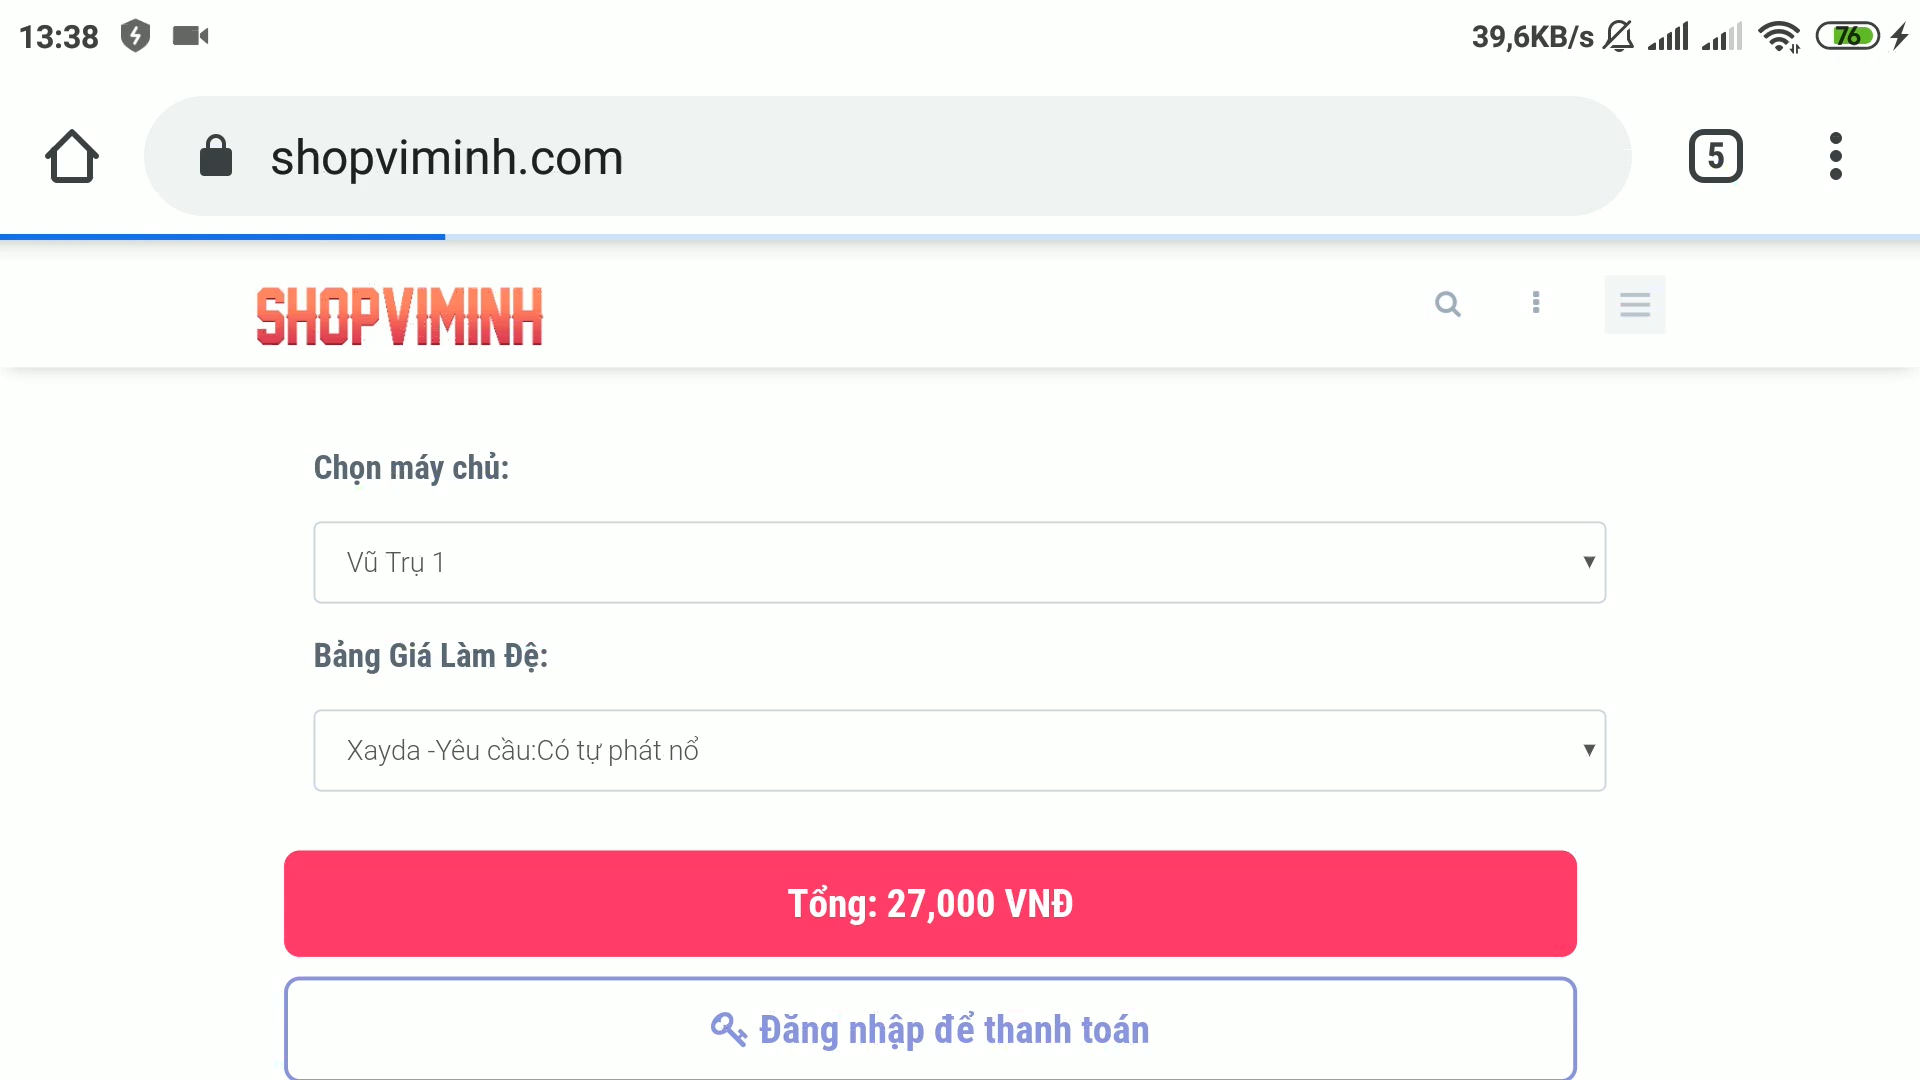 13:38
39,6KB/s
76
shopviminh.com
5
SHOPVIMINH
Chọn máy chủ:
Vũ Trụ 1
Bảng Giá Làm Đệ:
Xayda -Yêu cầu:Có tự phát nổ
Tổng: 27,000 VNĐ
Đăng nhập để thanh toán